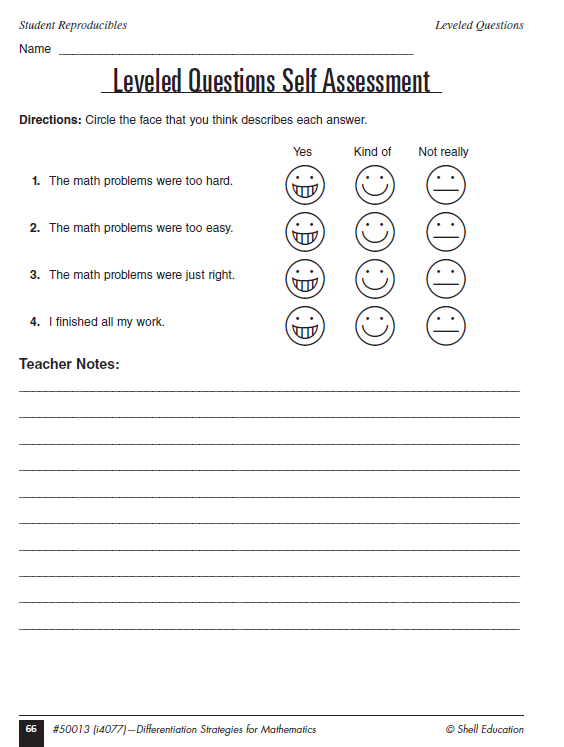 Student Reproducibles Leveled Questions
Name
Leveled Questions Self Assessment
Directions: Circle the face that you think describes each answer.
Yes Kind of Not really
1. The math problems were too hard.
2. The math problems were too easy.
3. The math problems were just right.
4. I finished all my work.
Teacher Notes:
66 #50013 (i4077)—Differentiation Strategies for Mathematics © Shell Education